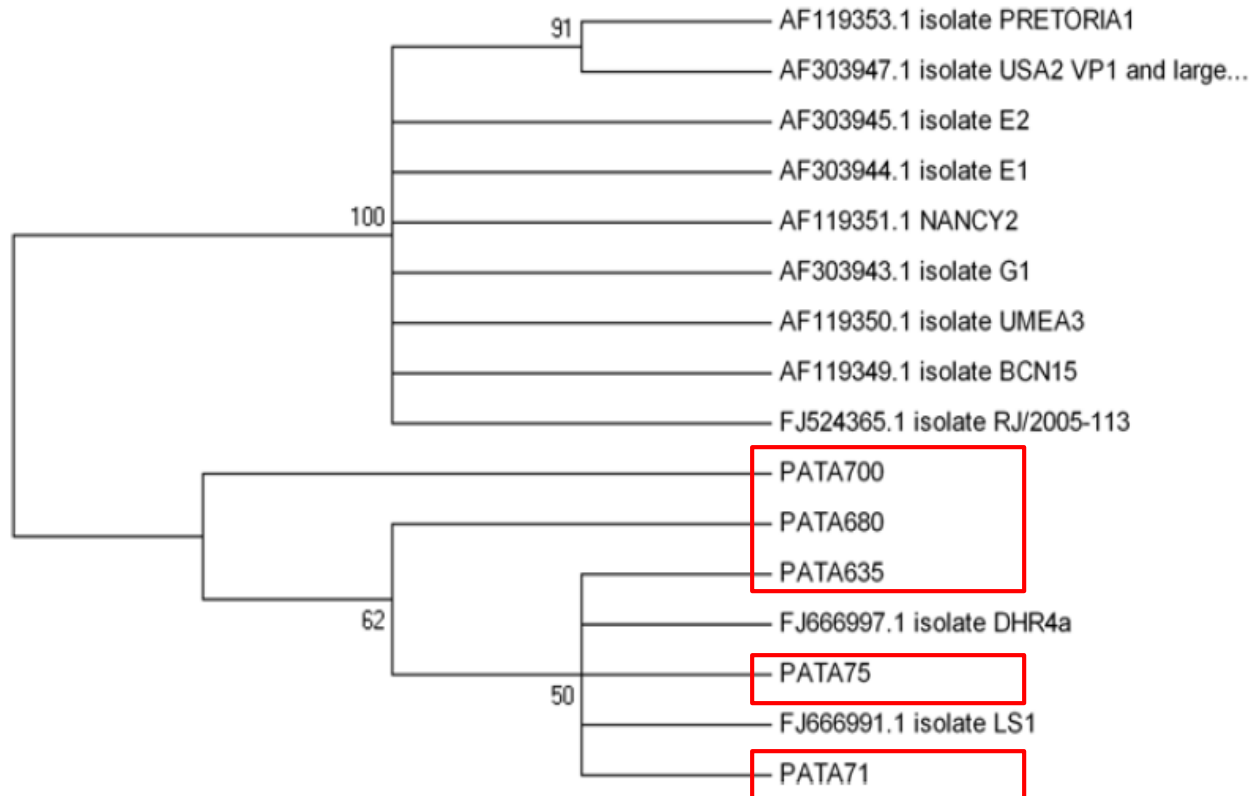 91
AF119353.1 isolate PRETORIA1
AF303947.1 isolate USA2 VP1 and large...
AF303945.1 isolate E2
AF303944.1 isolate E1
100
AF119351.1 NANCY2
AF303943.1 isolate G1
AF119350.1 isolate UMEA3
AF119349.1 isolate BCN15
FJ524365.1 isolate RJ/2005-113
PATA700
PATA680
PATA635
62
FJ666997.1 isolate DHR4a
PATA75
50
FJ666991.1 isolate LS1
PATA71